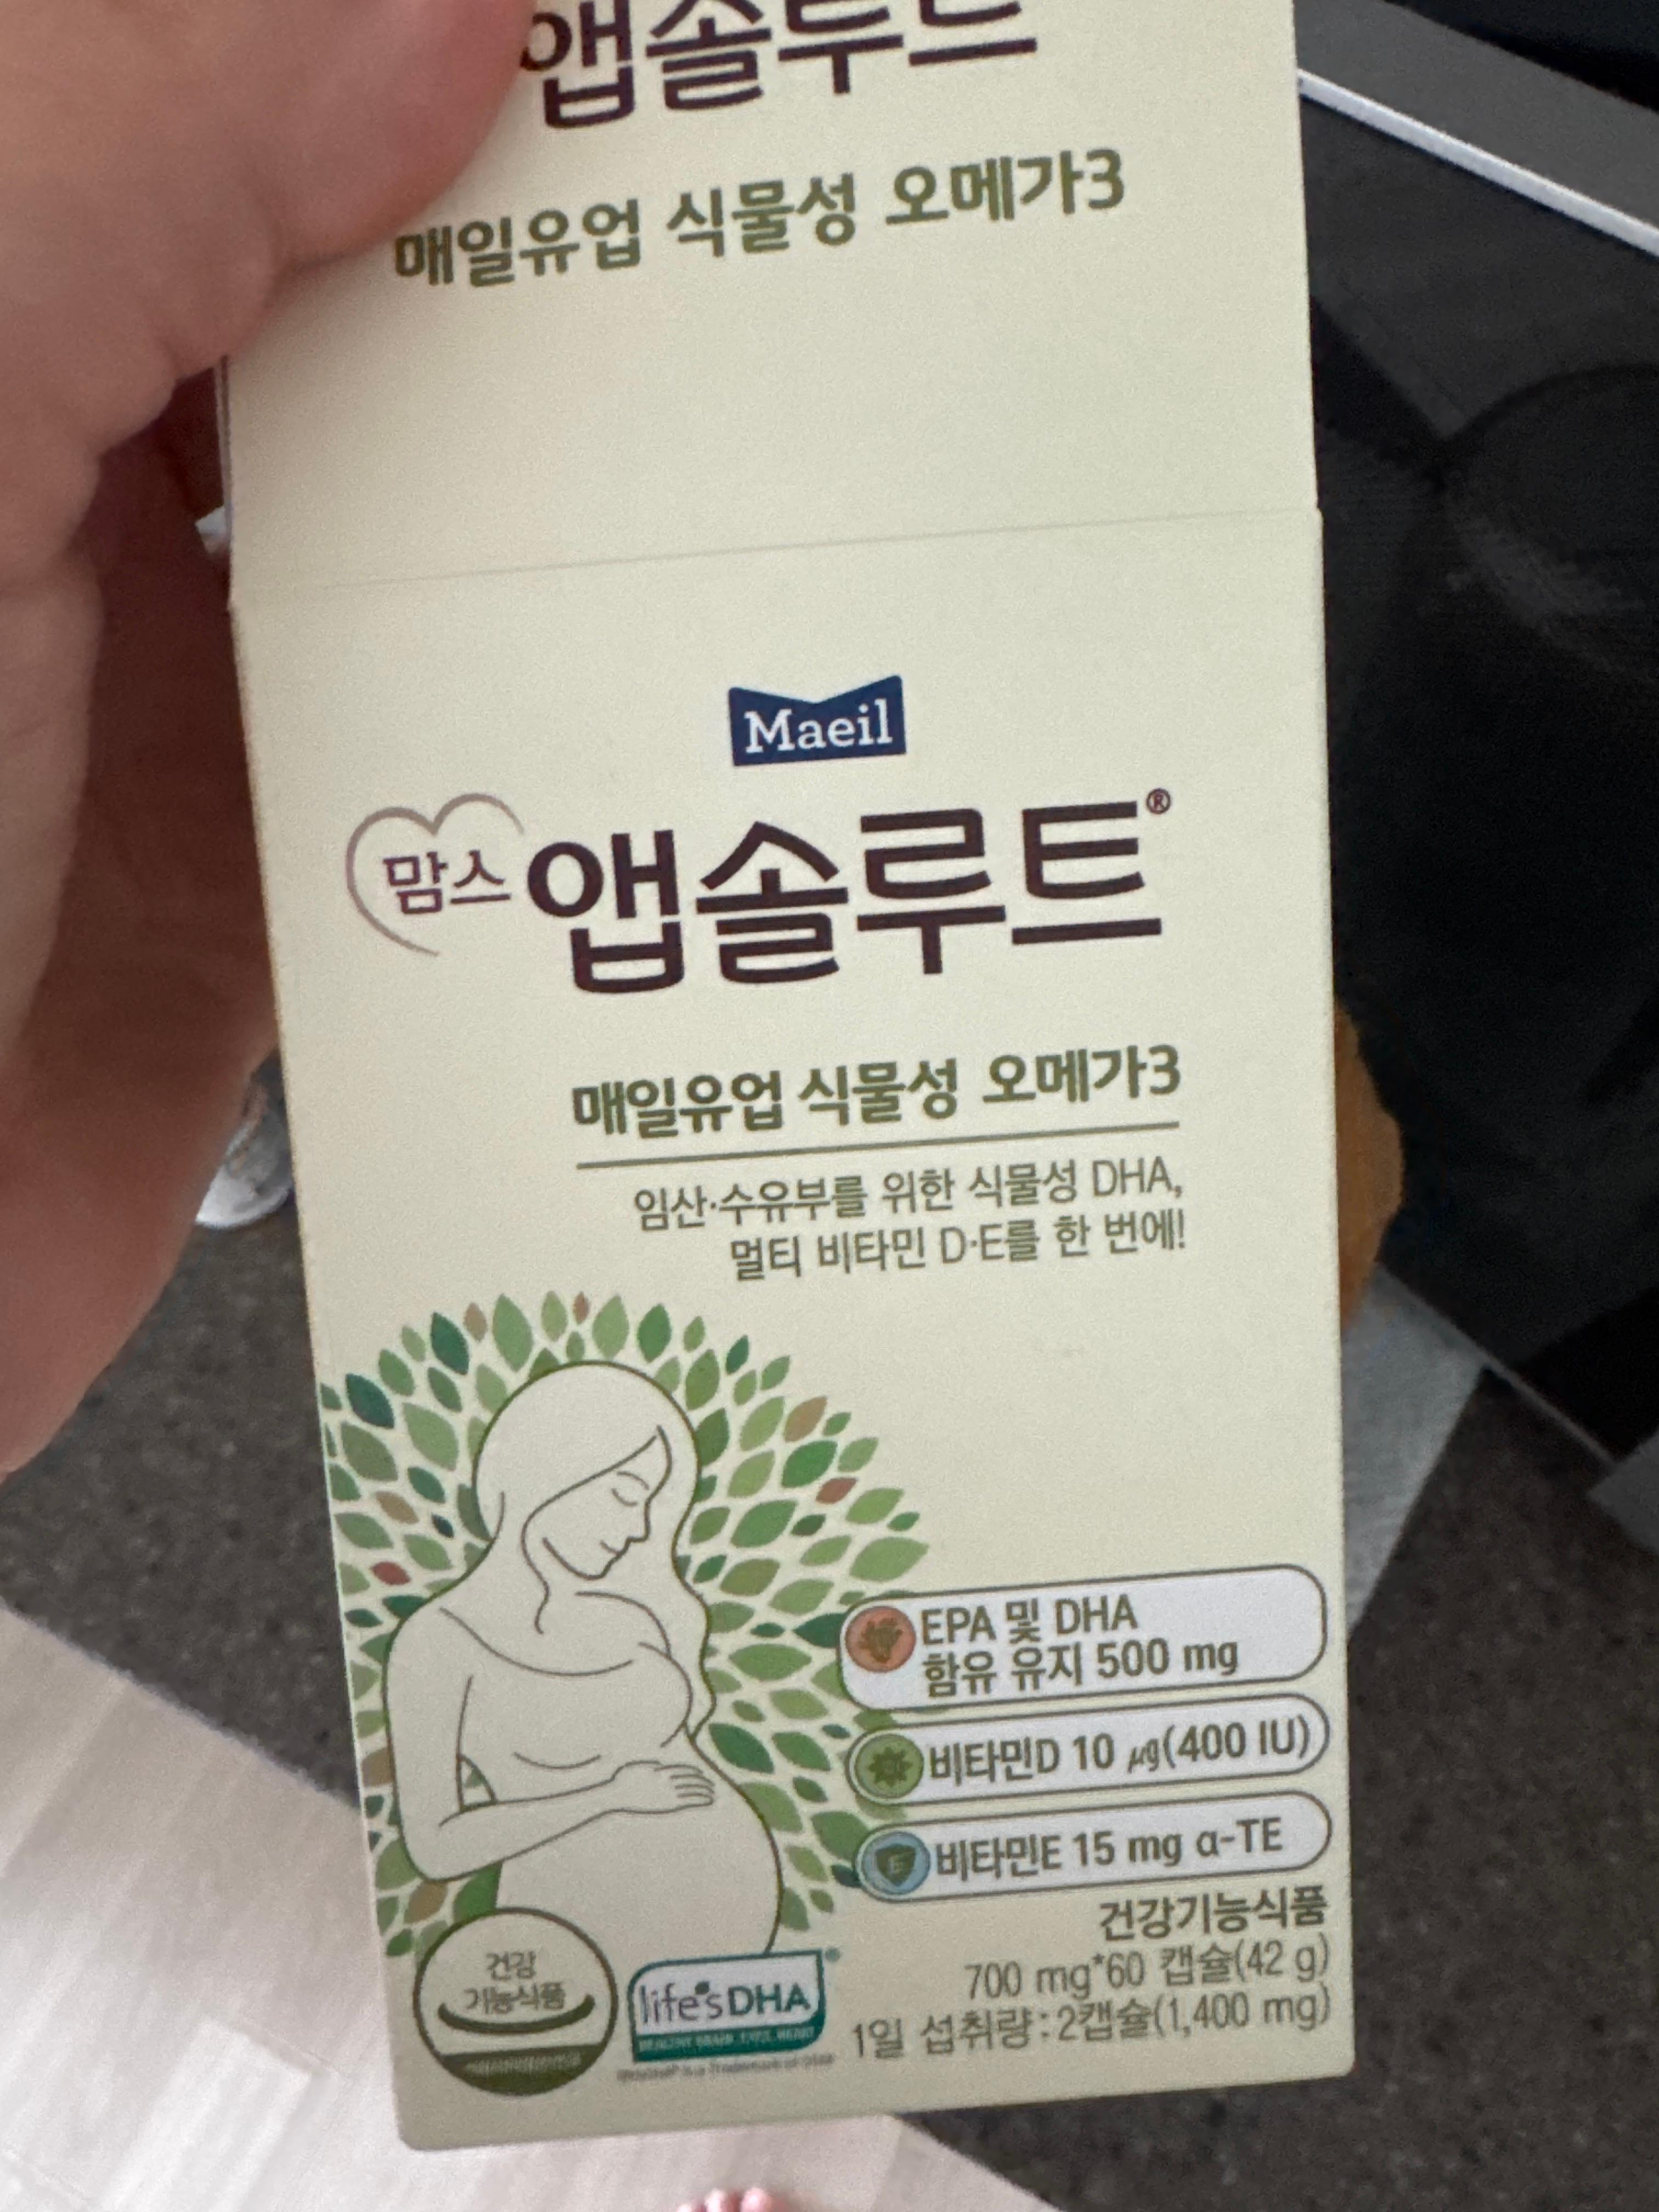 앱솔루트
매일유업 식물성 오메가3
Maeil
맘스 앱솔루트®
매일유업 식물성 오메가3
임산·수유부를 위한 식물성 DHA,
멀티 비타민 D·E를 한 번에!
EPA 및 DHA
함유 유지 500 mg
비타민D 10 ㎍(400 IU)
E
비타민E 15 mg α-TE
건강기능식품
700 mg*60 캡슐(42 g)
1일 섭취량:2캡슐(1,400 mg)
건강
기능식품
life'sDHA®
HEALTHY BRAIN. EYES. HEART